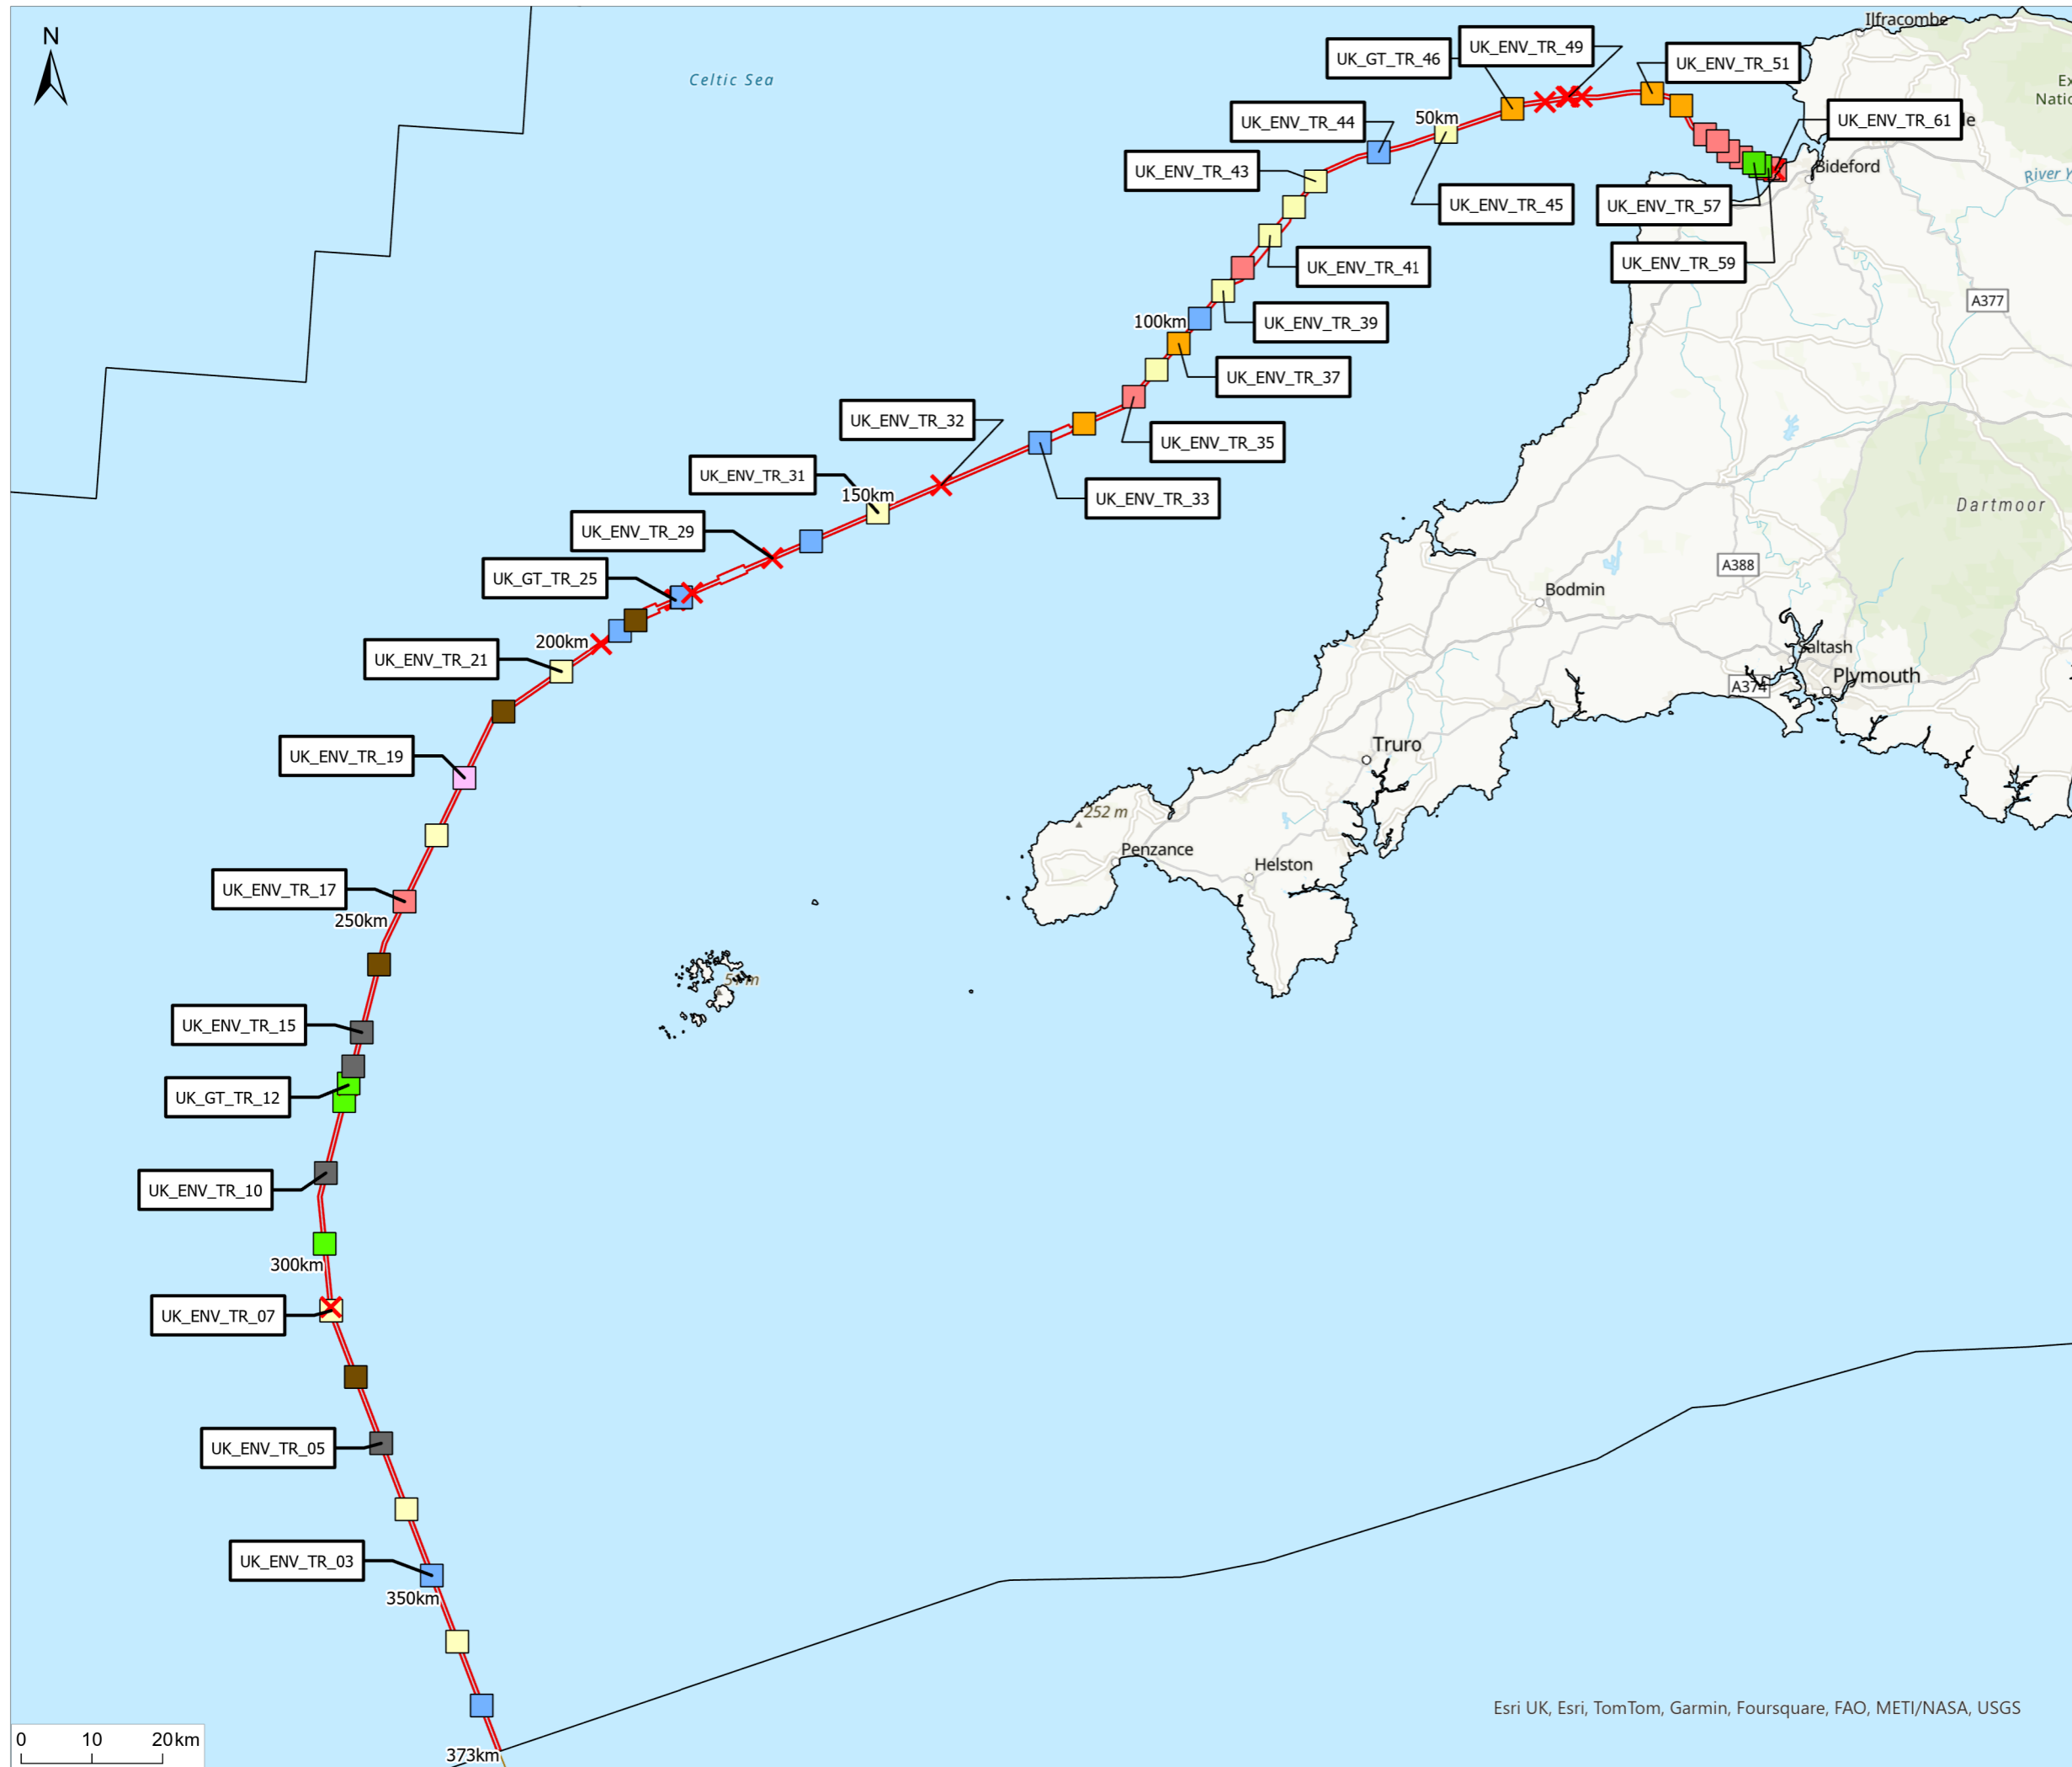 N
Celtic Sea
Ilfracombe
UK_GT_TR_46
UK_ENV_TR_49
UK_ENV_TR_51
UK_ENV_TR_44
50km
UK_ENV_TR_61
UK_ENV_TR_43
Bideford
UK_ENV_TR_45
UK_ENV_TR_57
UK_ENV_TR_59
UK_ENV_TR_41
A377
100km
UK_ENV_TR_39
UK_ENV_TR_37
UK_ENV_TR_32
UK_ENV_TR_35
UK_ENV_TR_31
150km
UK_ENV_TR_33
Dartmoor
UK_ENV_TR_29
UK_GT_TR_25
A388
Bodmin
200km
UK_ENV_TR_21
Saltash
Plymouth
A374
UK_ENV_TR_19
Truro
252 m
Penzance
Helston
UK_ENV_TR_17
250km
51 m
UK_ENV_TR_15
UK_GT_TR_12
UK_ENV_TR_10
300km
UK_ENV_TR_07
UK_ENV_TR_05
UK_ENV_TR_03
350km
Esri UK, Esri, TomTom, Garmin, Foursquare, FAO, METI/NASA, USGS
0 10 20km
373km